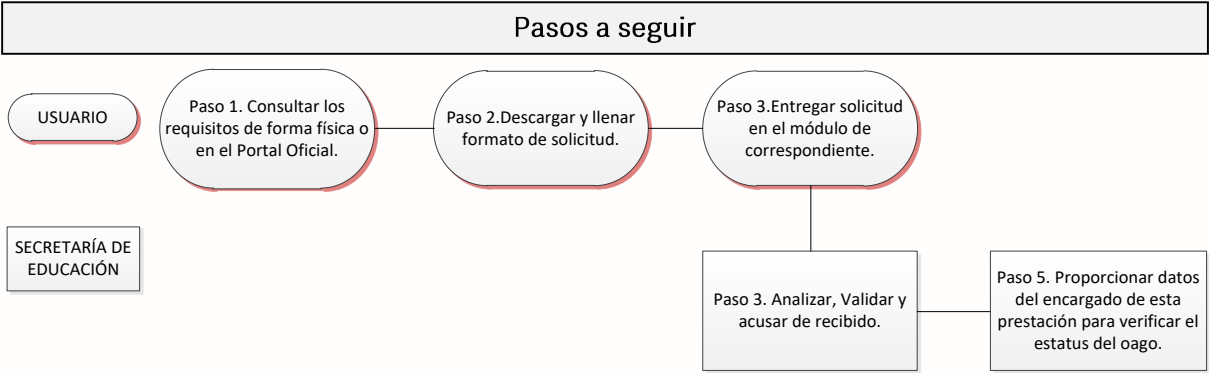 Pasos a seguir
USUARIO
Paso 1. Consultar los
requisitos de forma física o
en el Portal Oficial.
Paso 2.Descargar y llenar
formato de solicitud.
Paso 3.Entregar solicitud
en el módulo de
correspondiente.
SECRETARÍA DE
EDUCACIÓN
Paso 3. Analizar, Validar y
acusar de recibido.
Paso 5. Proporcionar datos
del encargado de esta
prestación para verificar el
estatus del oago.